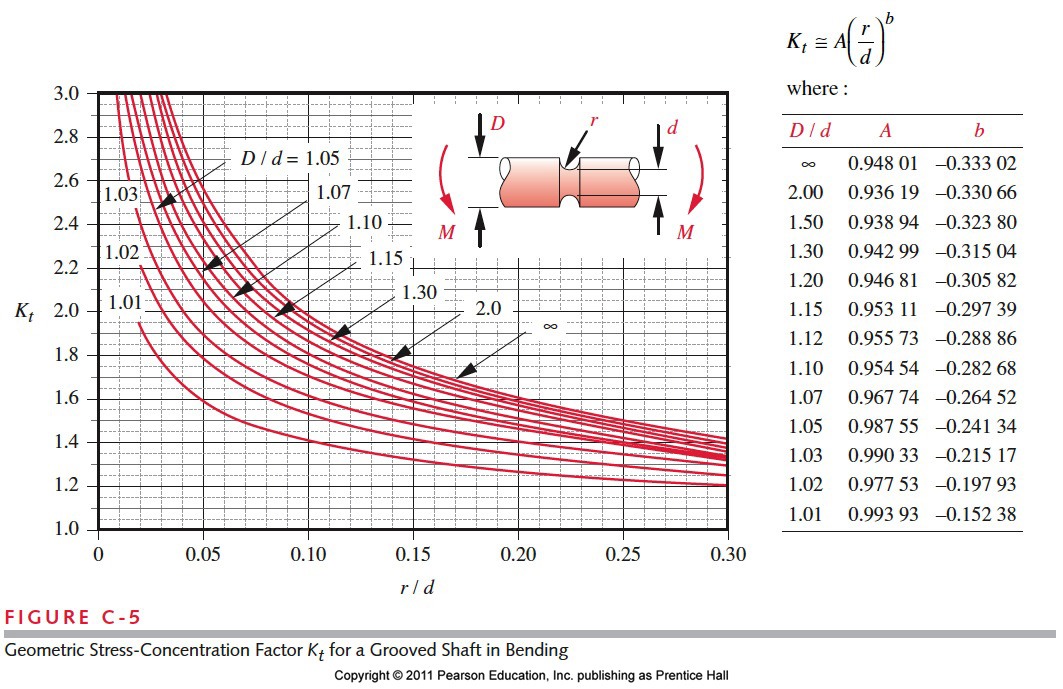 K_t ≅ A(r/d)^b
where :
D / d A b
∞ 0.948 01 –0.333 02
2.00 0.936 19 –0.330 66
1.50 0.938 94 –0.323 80
1.30 0.942 99 –0.315 04
1.20 0.946 81 –0.305 82
1.15 0.953 11 –0.297 39
1.12 0.955 73 –0.288 86
1.10 0.954 54 –0.282 68
1.07 0.967 74 –0.264 52
1.05 0.987 55 –0.241 34
1.03 0.990 33 –0.215 17
1.02 0.977 53 –0.197 93
1.01 0.993 93 –0.152 38
3.0
2.8
2.6
2.4
2.2
2.0
1.8
1.6
1.4
1.2
1.0
K_t
D / d = 1.05
1.03
1.07
1.10
1.02
1.15
1.01
1.30
2.0
∞
D
r
d
M
M
0 0.05 0.10 0.15 0.20 0.25 0.30
r / d
FIGURE C-5
Geometric Stress-Concentration Factor K_t for a Grooved Shaft in Bending
Copyright © 2011 Pearson Education, Inc. publishing as Prentice Hall